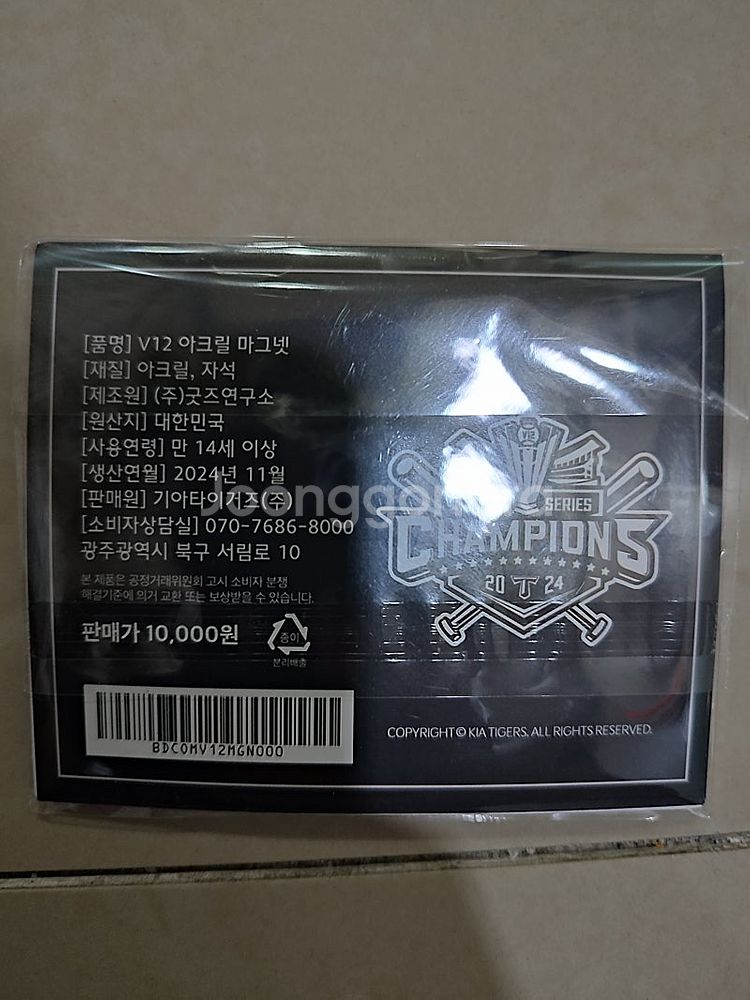 [품명] V12 아크릴 마그넷
[재질] 아크릴, 자석
[제조원] (주)굿즈연구소
[원산지] 대한민국
[사용연령] 만 14세 이상
[생산연월] 2024년 11월
[판매원] 기아타이거즈(주)
[소비자상담실] 070-7686-8000
광주광역시 북구 서림로 10
본 제품은 공정거래위원회 고시 소비자 분쟁
해결기준에 의거 교환 또는 보상받을 수 있습니다.
판매가 10,000원
종이
분리배출
BDCQMV12MGN000
V12
SERIES
CHAMPIONS
20 24
COPYRIGHT© KIA TIGERS. ALL RIGHTS RESERVED.